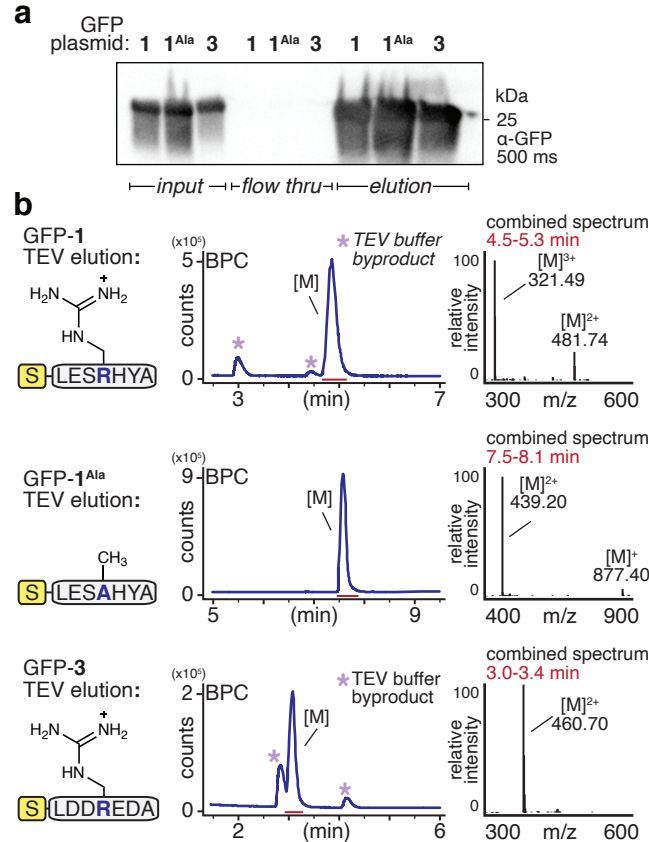 a
GFP
plasmid: 1 1Ala 3 1 1Ala 3 1 1Ala 3
kDa
25
α-GFP
500 ms
input flow thru elution
b
GFP-1
TEV elution:
H₂N
+
NH₂
HN
S LESRHYA
(x10⁵)
5
BPC
counts
0
[M]
* TEV buffer
byproduct
*
*
3 (min) 7
combined spectrum
4.5-5.3 min
100
relative
intensity
0
[M]³⁺
321.49
[M]²⁺
481.74
300 m/z 600
GFP-1Ala
TEV elution:
CH₃
S LESAHYA
(x10⁵)
9
BPC
counts
0
[M]
5 (min) 9
combined spectrum
7.5-8.1 min
100
relative
intensity
0
[M]²⁺
439.20
[M]⁺
877.40
400 m/z 900
GFP-3
TEV elution:
H₂N
+
NH₂
HN
S LDDREDA
(x10⁵)
2
BPC
counts
0
[M]
* TEV buffer
byproduct
*
*
2 (min) 6
combined spectrum
3.0-3.4 min
100
relative
intensity
0
[M]²⁺
460.70
300 m/z 600